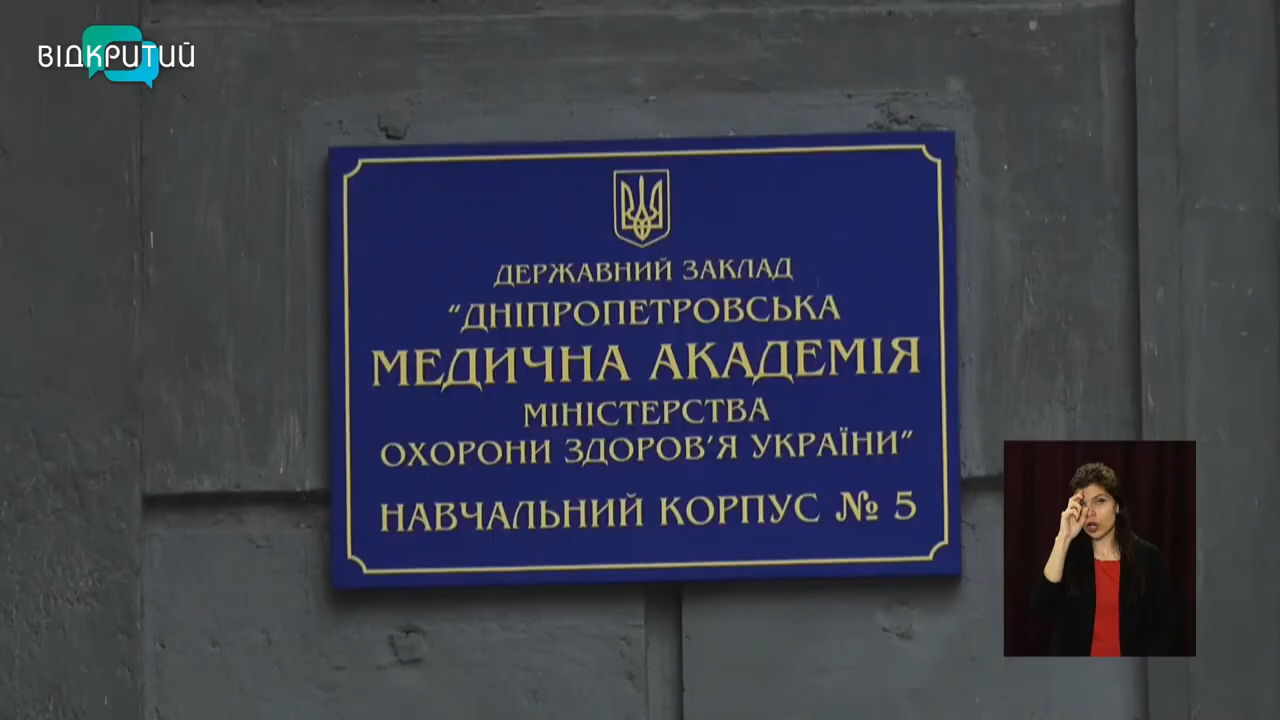 ВІДКРИТИЙ
ДЕРЖАВНИЙ ЗАКЛАД
“ДНІПРОПЕТРОВСЬКА
МЕДИЧНА АКАДЕМІЯ
МІНІСТЕРСТВА
ОХОРОНИ ЗДОРОВ’Я УКРАЇНИ”
НАВЧАЛЬНИЙ КОРПУС № 5